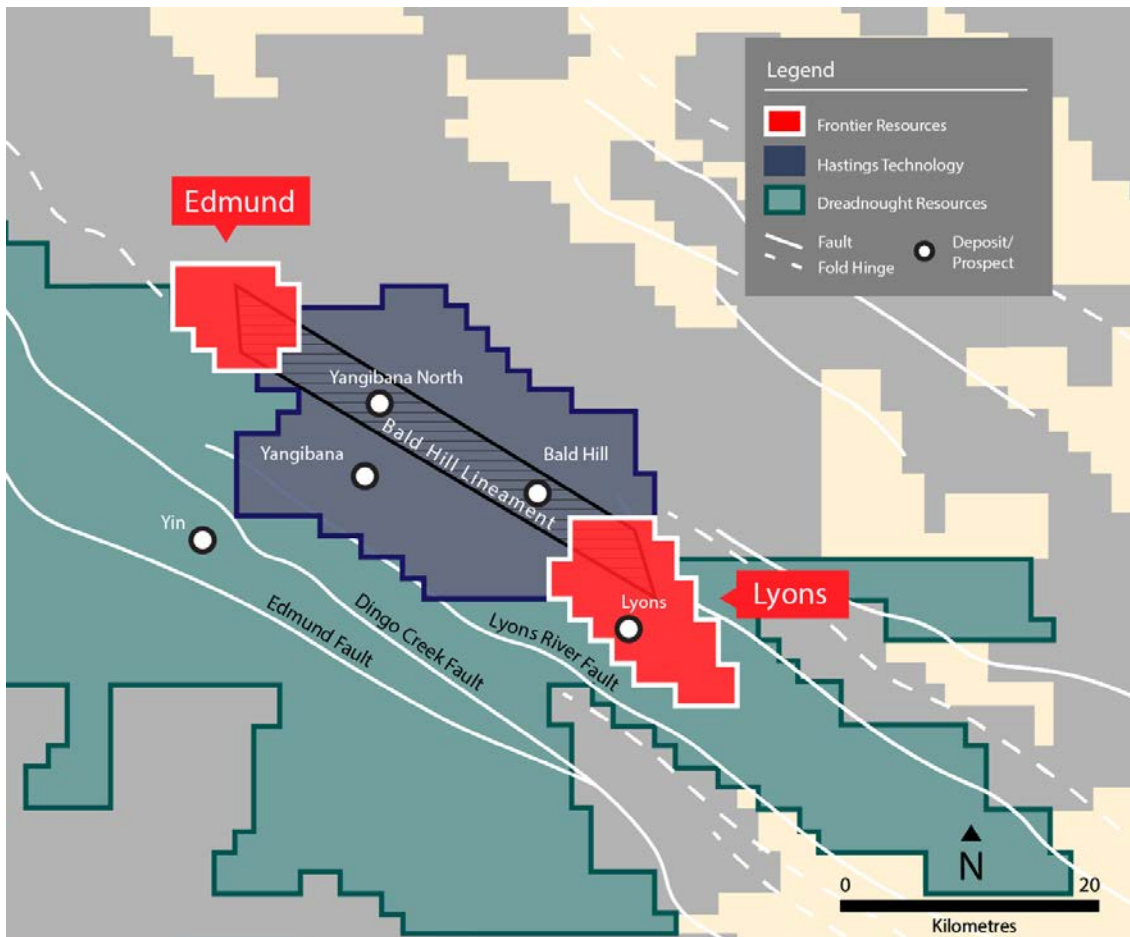 Legend
Frontier Resources
Hastings Technology
Dreadnought Resources
Fault
Fold Hinge
Deposit/
Prospect
Edmund
Yangibana North
Bald Hill
Yangibana
Bald Hill Lineament
Yin
Lyons
Lyons
Edmund Fault
Dingo Creek Fault
Lyons River Fault
N
0
20
Kilometres